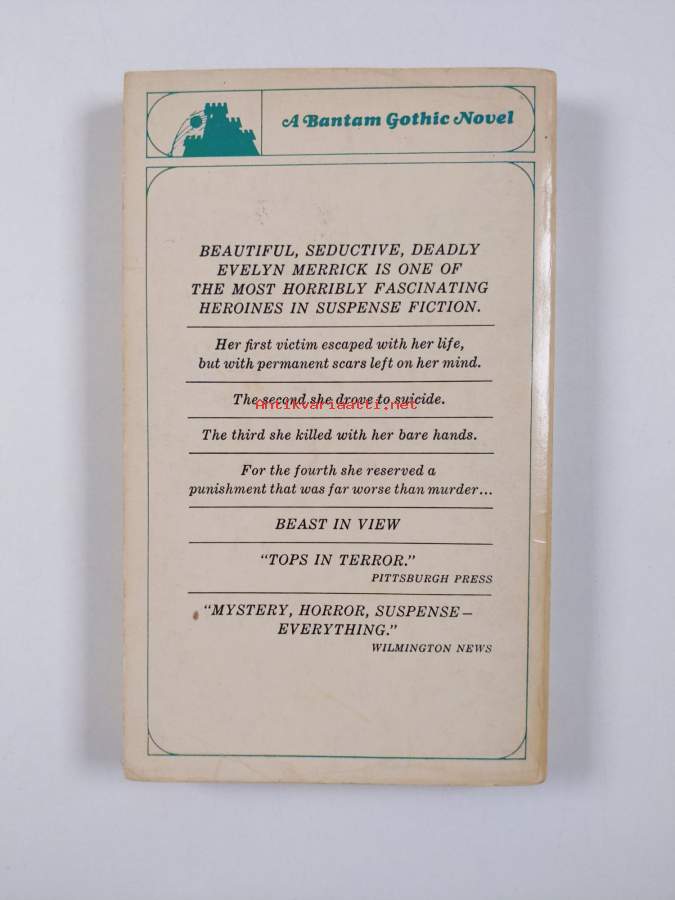 A Bantam Gothic Novel
BEAUTIFUL, SEDUCTIVE, DEADLY
EVELYN MERRICK IS ONE OF
THE MOST HORRIBLY FASCINATING
HEROINES IN SUSPENSE FICTION.
Her first victim escaped with her life,
but with permanent scars left on her mind.
The second she drove to suicide.
Antikvariaatti.net
The third she killed with her bare hands.
For the fourth she reserved a
punishment that was far worse than murder...
BEAST IN VIEW
“TOPS IN TERROR.”
PITTSBURGH PRESS
“MYSTERY, HORROR, SUSPENSE—
EVERYTHING.”
WILMINGTON NEWS